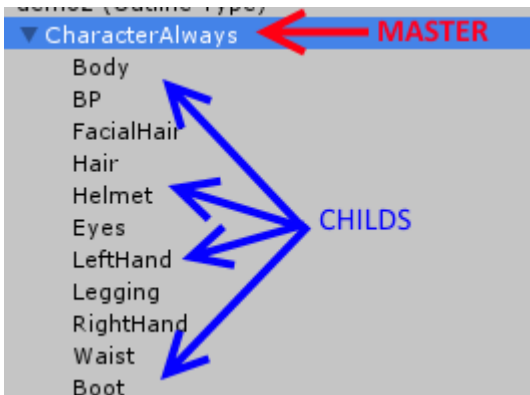 demo2 (Outline Type)
CharacterAlways MASTER
Body
BP
FacialHair
Hair
Helmet
Eyes CHILDS
LeftHand
Legging
RightHand
Waist
Boot